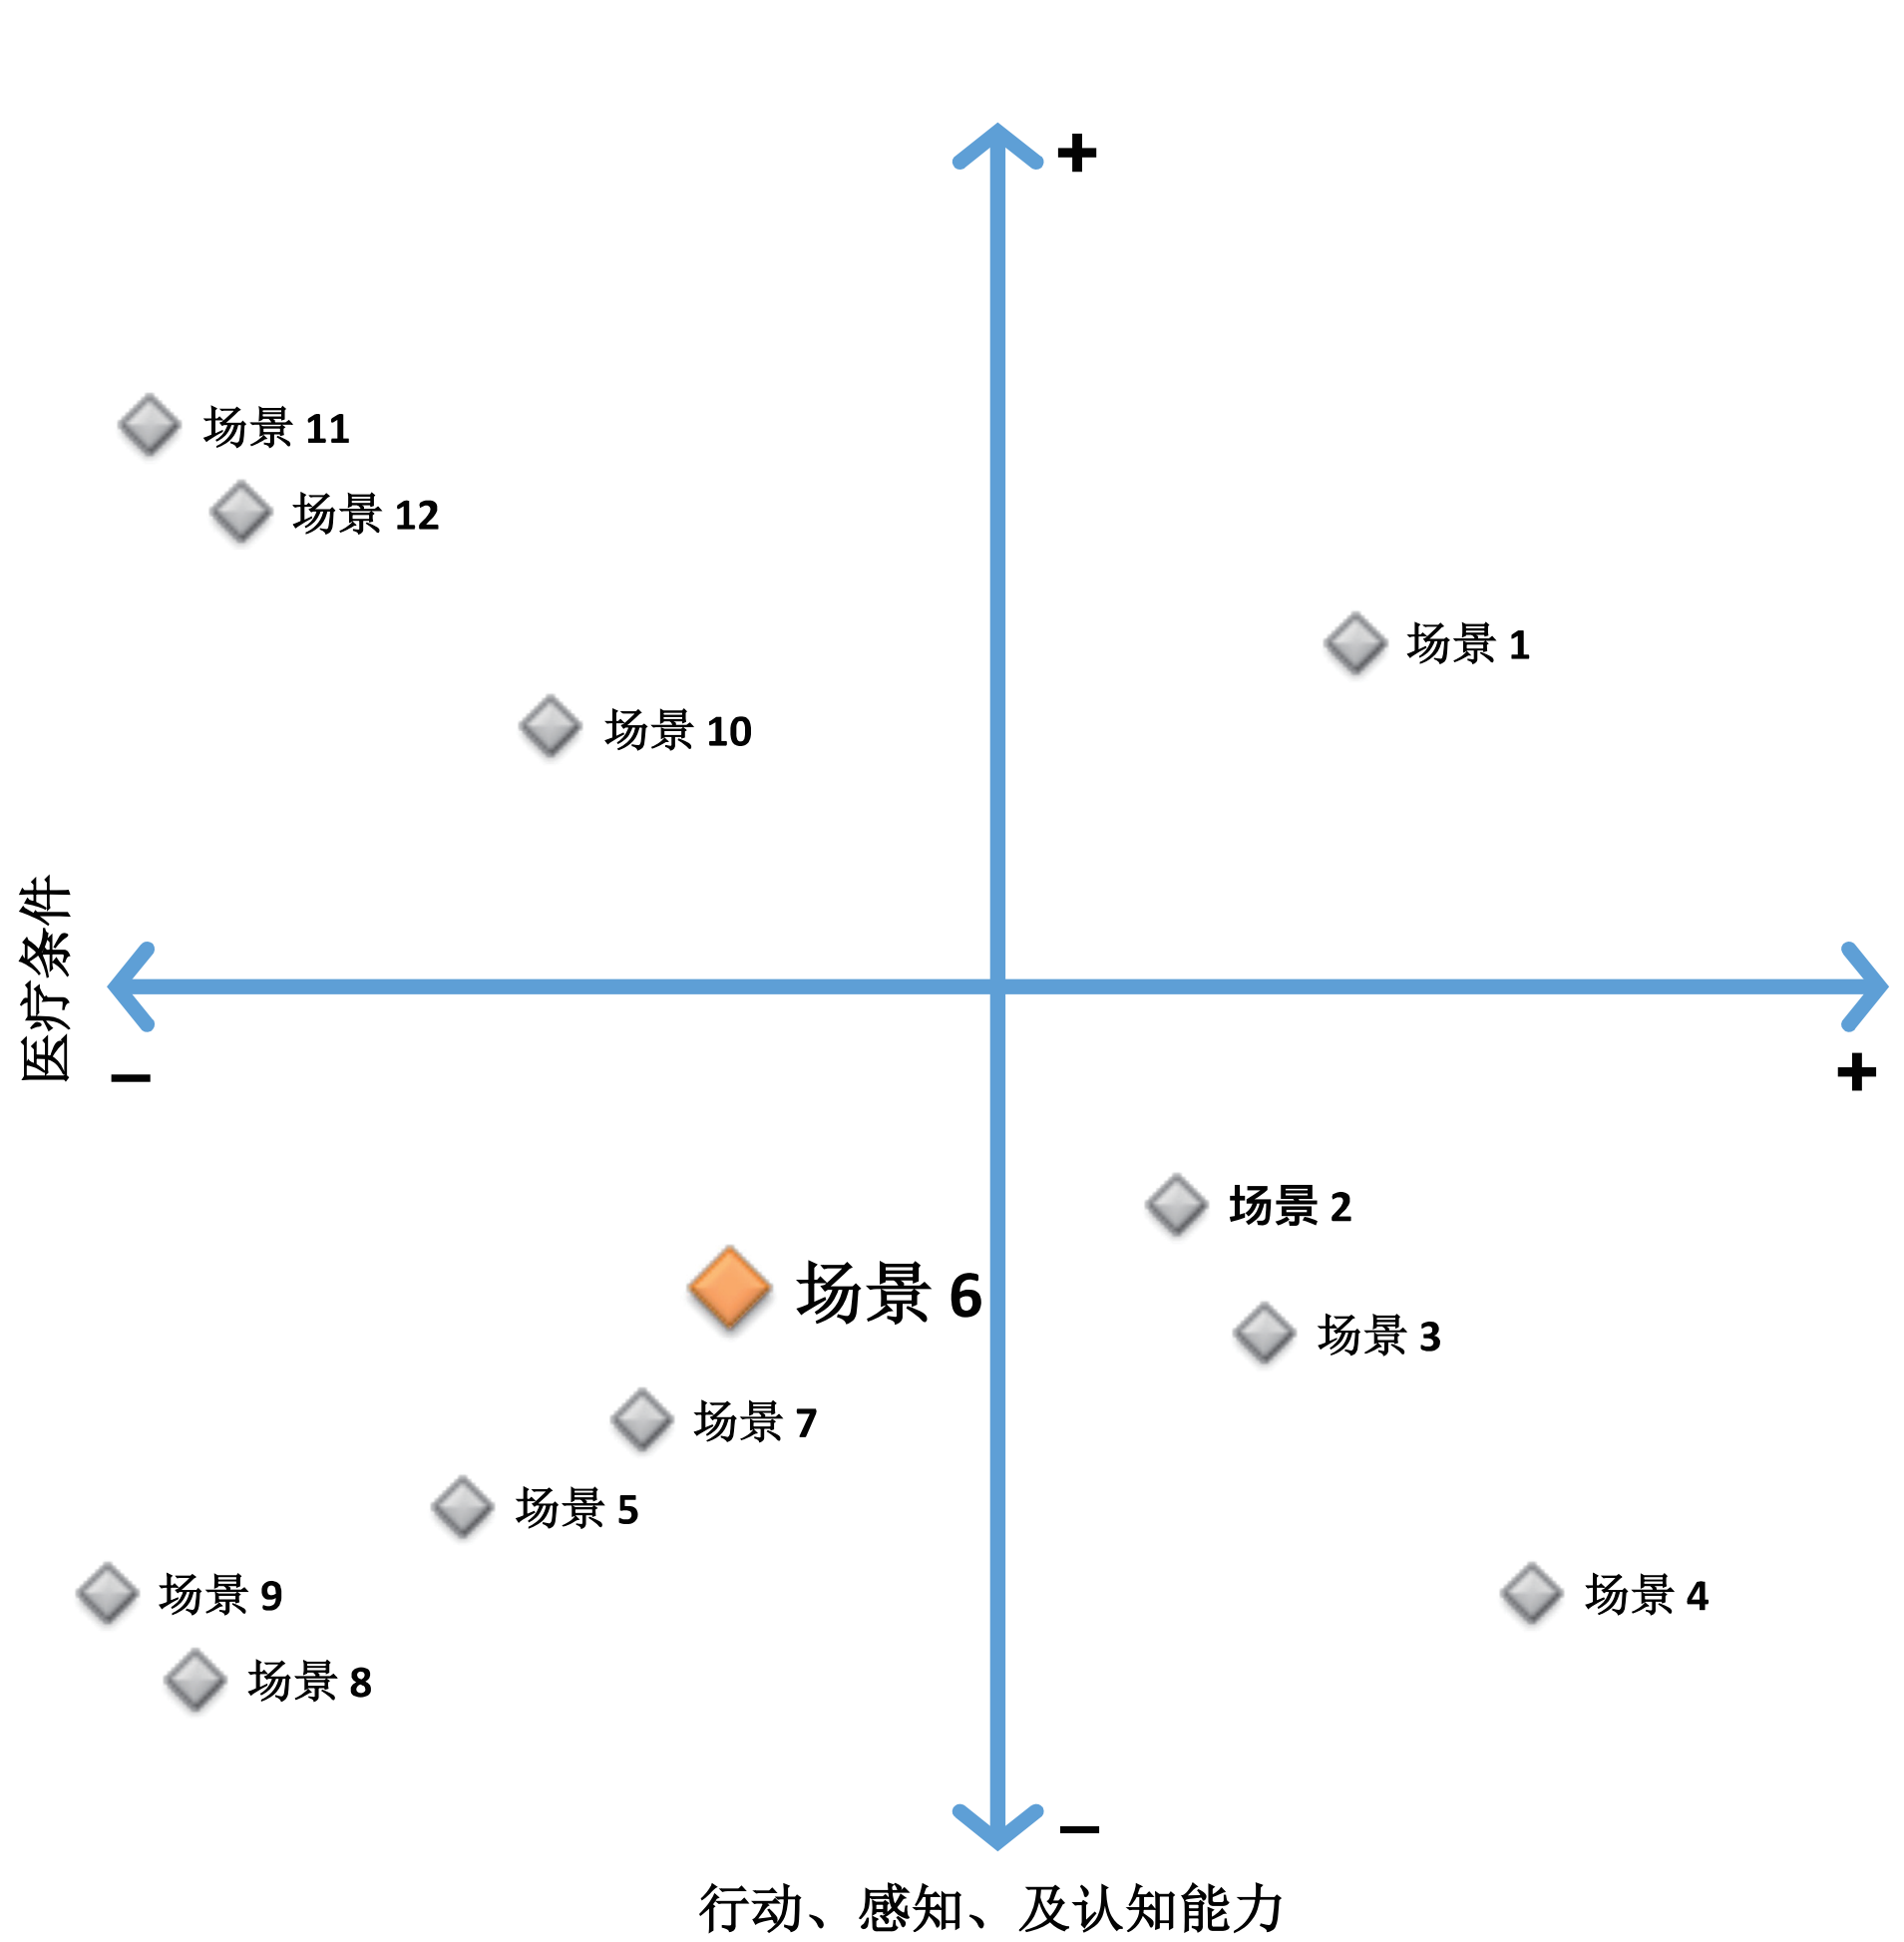 +
场景 11
场景 12
场景 1
场景 10
医疗条件
–
+
场景 2
场景 6
场景 3
场景 7
场景 5
场景 9
场景 4
场景 8
–
行动、感知、及认知能力